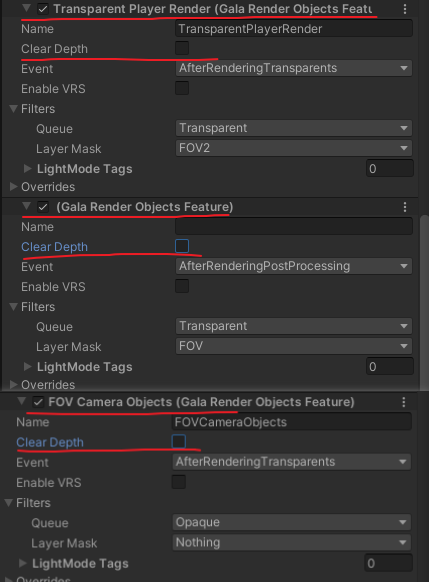 Transparent Player Render (Gala Render Objects Featu
Name TransparentPlayerRender
Clear Depth
Event AfterRenderingTransparents
Enable VRS
Filters
Queue Transparent
Layer Mask FOV2
LightMode Tags 0
Overrides
(Gala Render Objects Feature)
Name
Clear Depth
Event AfterRenderingPostProcessing
Enable VRS
Filters
Queue Transparent
Layer Mask FOV
LightMode Tags 0
Overrides
FOV Camera Objects (Gala Render Objects Feature)
Name FOVCameraObjects
Clear Depth
Event AfterRenderingTransparents
Enable VRS
Filters
Queue Opaque
Layer Mask Nothing
LightMode Tags 0
Overrides